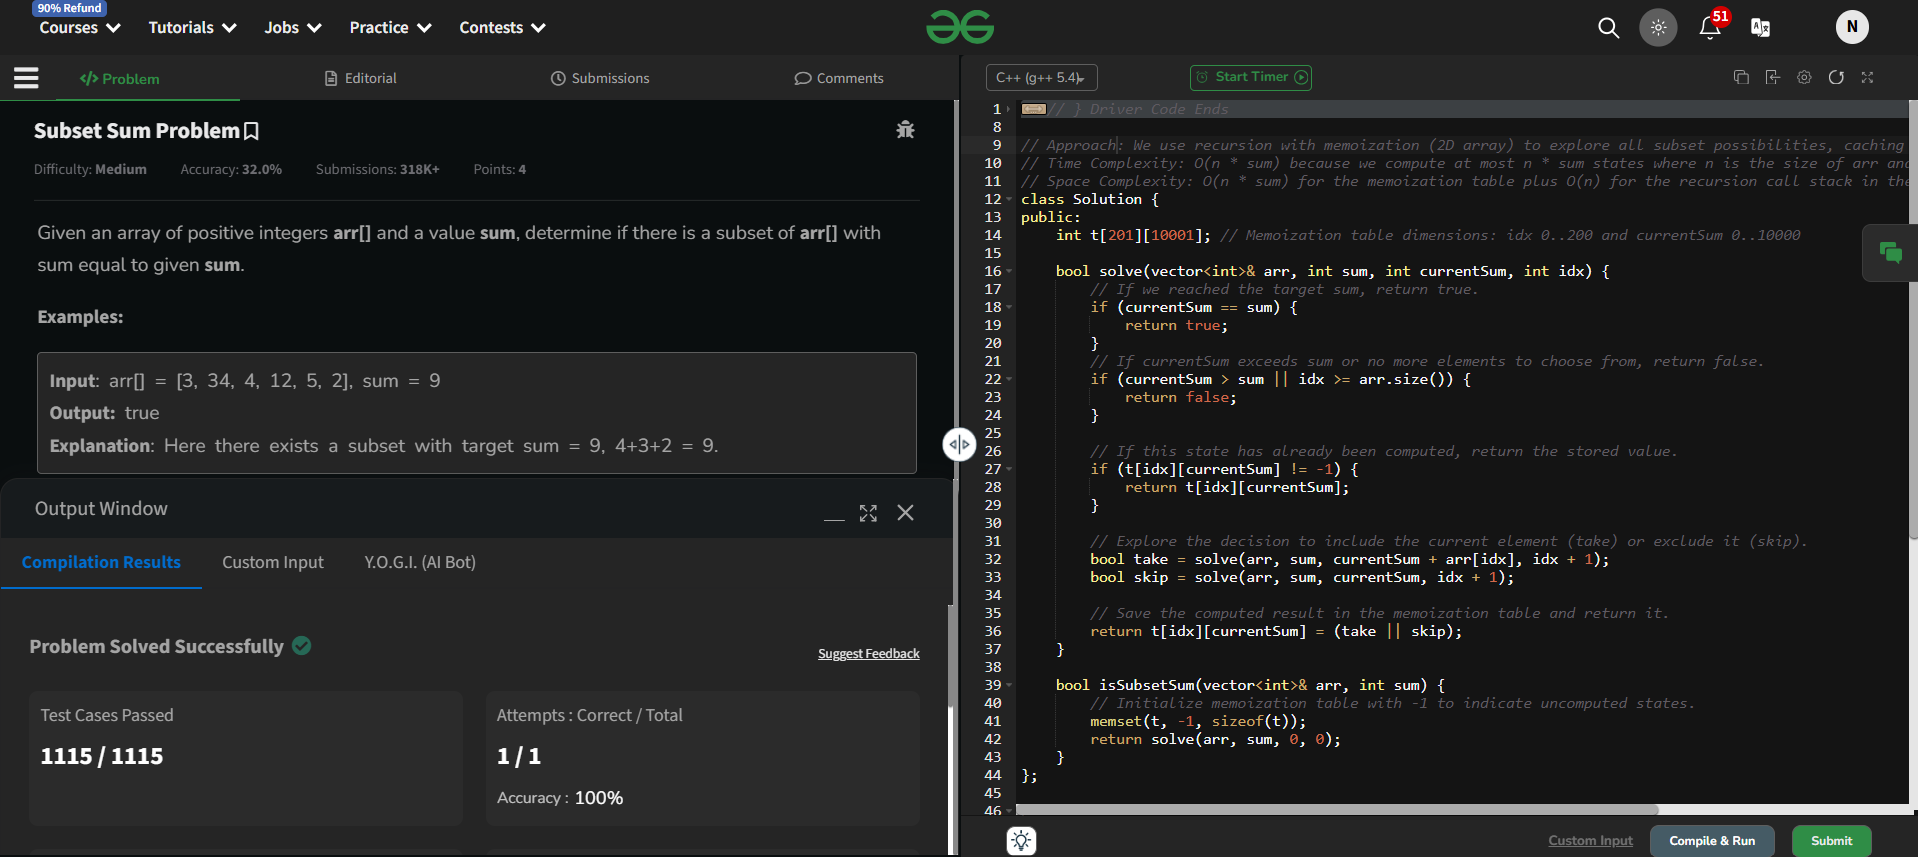 90% Refund
Courses
Tutorials
Jobs
Practice
Contests
51
N
</> Problem
Editorial
Submissions
Comments
C++ (g++ 5.4)
Start Timer
Subset Sum Problem
Difficulty: Medium
Accuracy: 32.0%
Submissions: 318K+
Points: 4
Given an array of positive integers arr[] and a value sum, determine if there is a subset of arr[] with
sum equal to given sum.
Examples:
Input: arr[] = [3, 34, 4, 12, 5, 2], sum = 9
Output: true
Explanation: Here there exists a subset with target sum = 9, 4+3+2 = 9.
Output Window
Compilation Results
Custom Input
Y.O.G.I. (AI Bot)
Problem Solved Successfully
Suggest Feedback
Test Cases Passed
1115 / 1115
Attempts : Correct / Total
1 / 1
Accuracy : 100%
1 // } Driver Code Ends
8
9 // Approach: We use recursion with memoization (2D array) to explore all subset possibilities, caching
10 // Time Complexity: O(n * sum) because we compute at most n * sum states where n is the size of arr and
11 // Space Complexity: O(n * sum) for the memoization table plus O(n) for the recursion call stack in the
12 class Solution {
13 public:
14 int t[201][10001]; // Memoization table dimensions: idx 0..200 and currentSum 0..10000
15
16 bool solve(vector<int>& arr, int sum, int currentSum, int idx) {
17 // If we reached the target sum, return true.
18 if (currentSum == sum) {
19 return true;
20 }
21 // If currentSum exceeds sum or no more elements to choose from, return false.
22 if (currentSum > sum || idx >= arr.size()) {
23 return false;
24 }
25
26 // If this state has already been computed, return the stored value.
27 if (t[idx][currentSum] != -1) {
28 return t[idx][currentSum];
29 }
30
31 // Explore the decision to include the current element (take) or exclude it (skip).
32 bool take = solve(arr, sum, currentSum + arr[idx], idx + 1);
33 bool skip = solve(arr, sum, currentSum, idx + 1);
34
35 // Save the computed result in the memoization table and return it.
36 return t[idx][currentSum] = (take || skip);
37 }
38
39 bool isSubsetSum(vector<int>& arr, int sum) {
40 // Initialize memoization table with -1 to indicate uncomputed states.
41 memset(t, -1, sizeof(t));
42 return solve(arr, sum, 0, 0);
43 }
44 };
45
46
Custom Input
Compile & Run
Submit